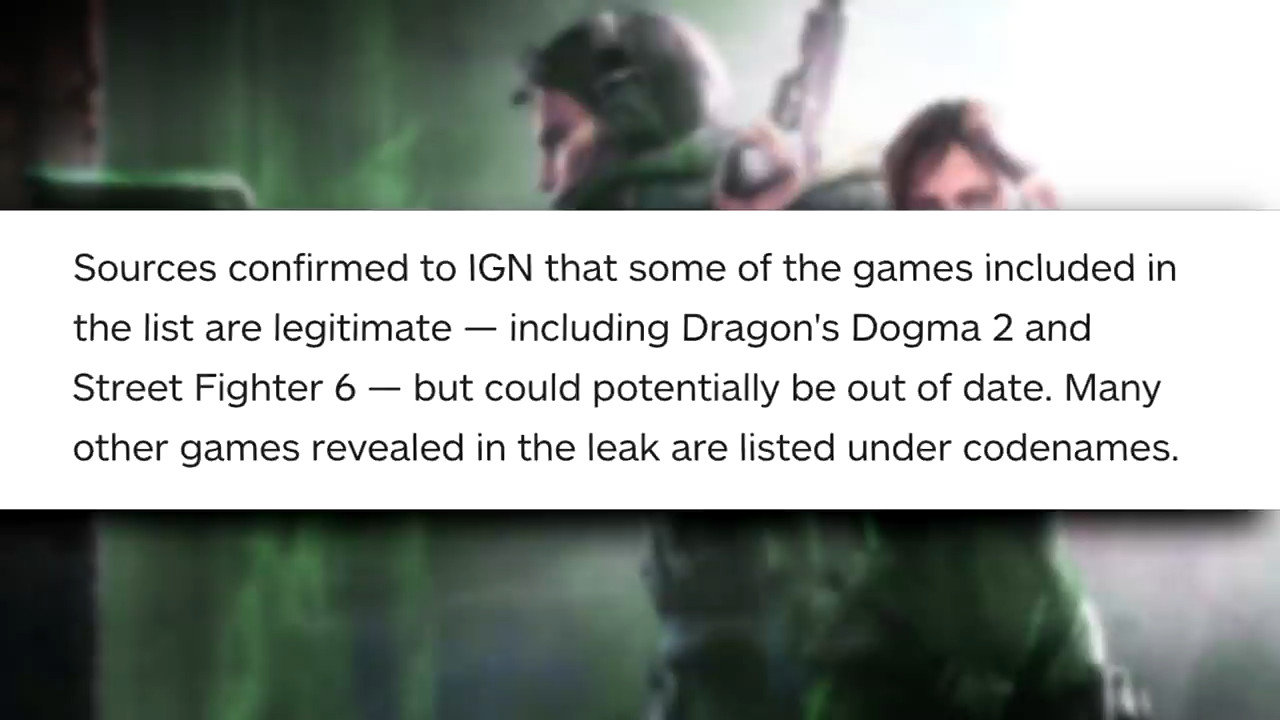 Sources confirmed to IGN that some of the games included in
the list are legitimate — including Dragon's Dogma 2 and
Street Fighter 6 — but could potentially be out of date. Many
other games revealed in the leak are listed under codenames.